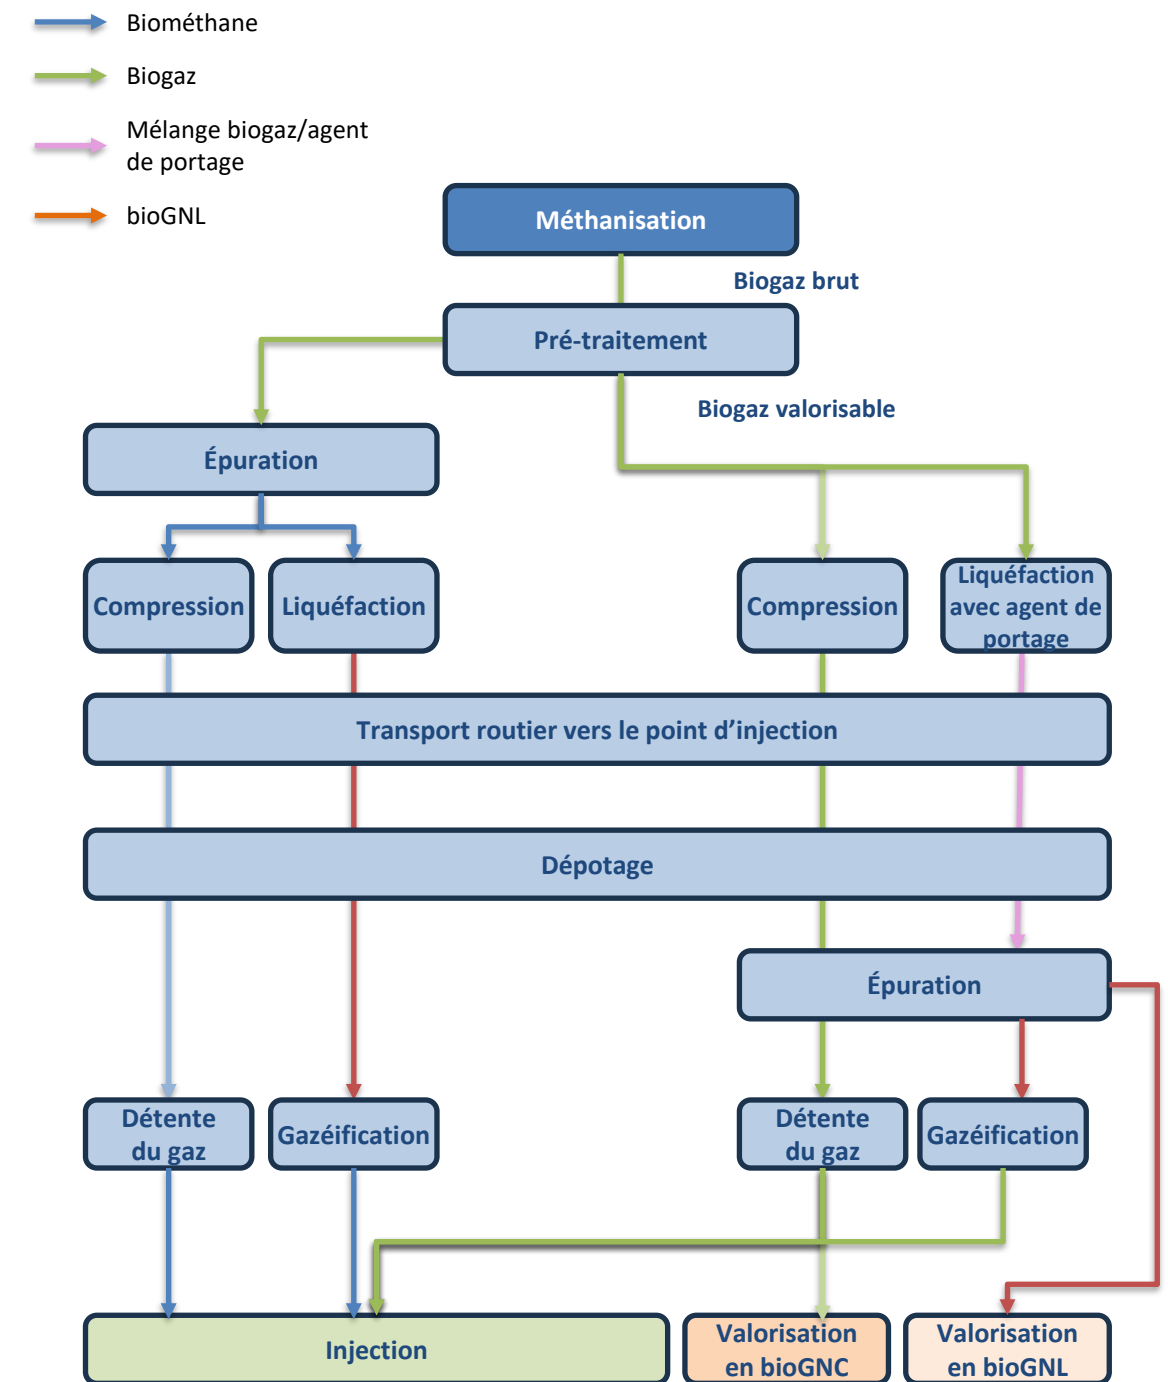 Biométhane
Biogaz
Mélange biogaz/agent
de portage
bioGNL
Méthanisation
Biogaz brut
Pré-traitement
Biogaz valorisable
Épuration
Compression
Liquéfaction
Compression
Liquéfaction
avec agent de
portage
Transport routier vers le point d’injection
Dépotage
Épuration
Détente
du gaz
Gazéification
Détente
du gaz
Gazéification
Injection
Valorisation
en bioGNC
Valorisation
en bioGNL